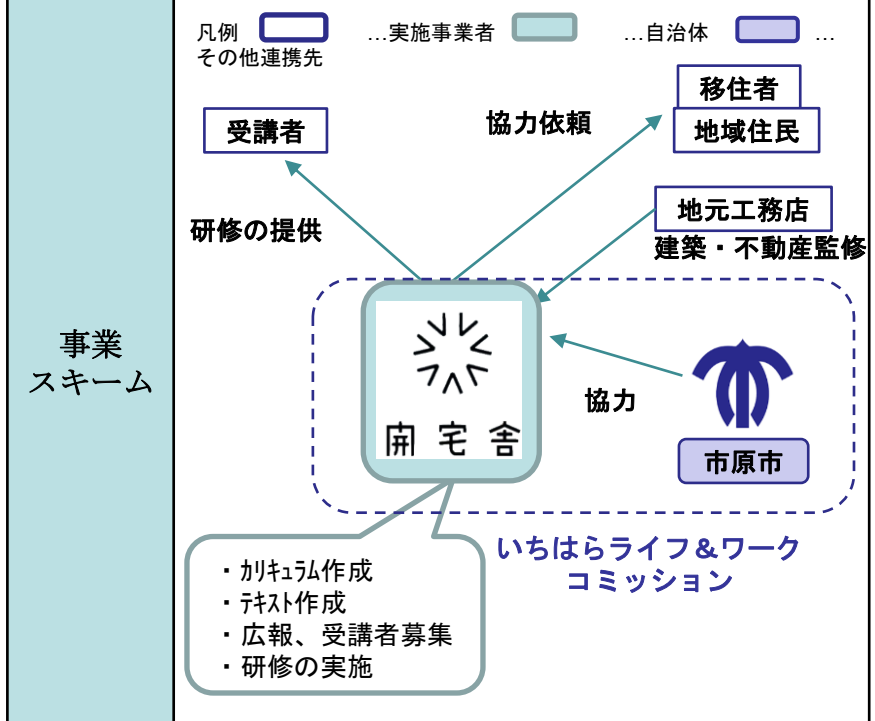 凡例 …実施事業者 …自治体 …
その他連携先
移住者
受講者
協力依頼
地域住民
研修の提供
地元工務店
建築・不動産監修
事業
スキーム
開宅舎
協力
市原市
いちはらライフ&ワーク
コミッション
・ｶﾘｷｭﾗﾑ作成
・ﾃｷｽﾄ作成
・広報、受講者募集
・研修の実施